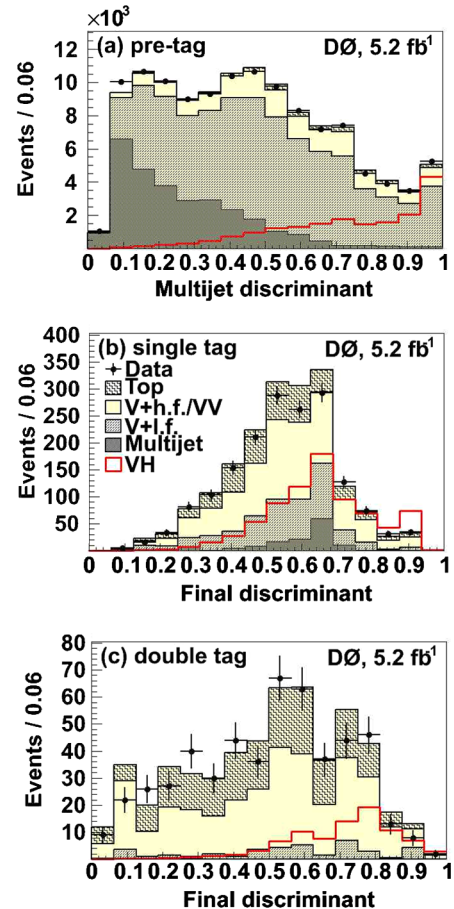 ×10³
(a) pre-tag
DØ, 5.2 fb⁻¹
Events / 0.06
12
10
8
6
4
2
0 0.1 0.2 0.3 0.4 0.5 0.6 0.7 0.8 0.9 1
Multijet discriminant
(b) single tag
DØ, 5.2 fb⁻¹
Data
Top
V+h.f./VV
V+l.f.
Multijet
VH
Events / 0.06
400
350
300
250
200
150
100
50
0 0.1 0.2 0.3 0.4 0.5 0.6 0.7 0.8 0.9 1
Final discriminant
(c) double tag
DØ, 5.2 fb⁻¹
Events / 0.06
80
70
60
50
40
30
20
10
0 0.1 0.2 0.3 0.4 0.5 0.6 0.7 0.8 0.9 1
Final discriminant